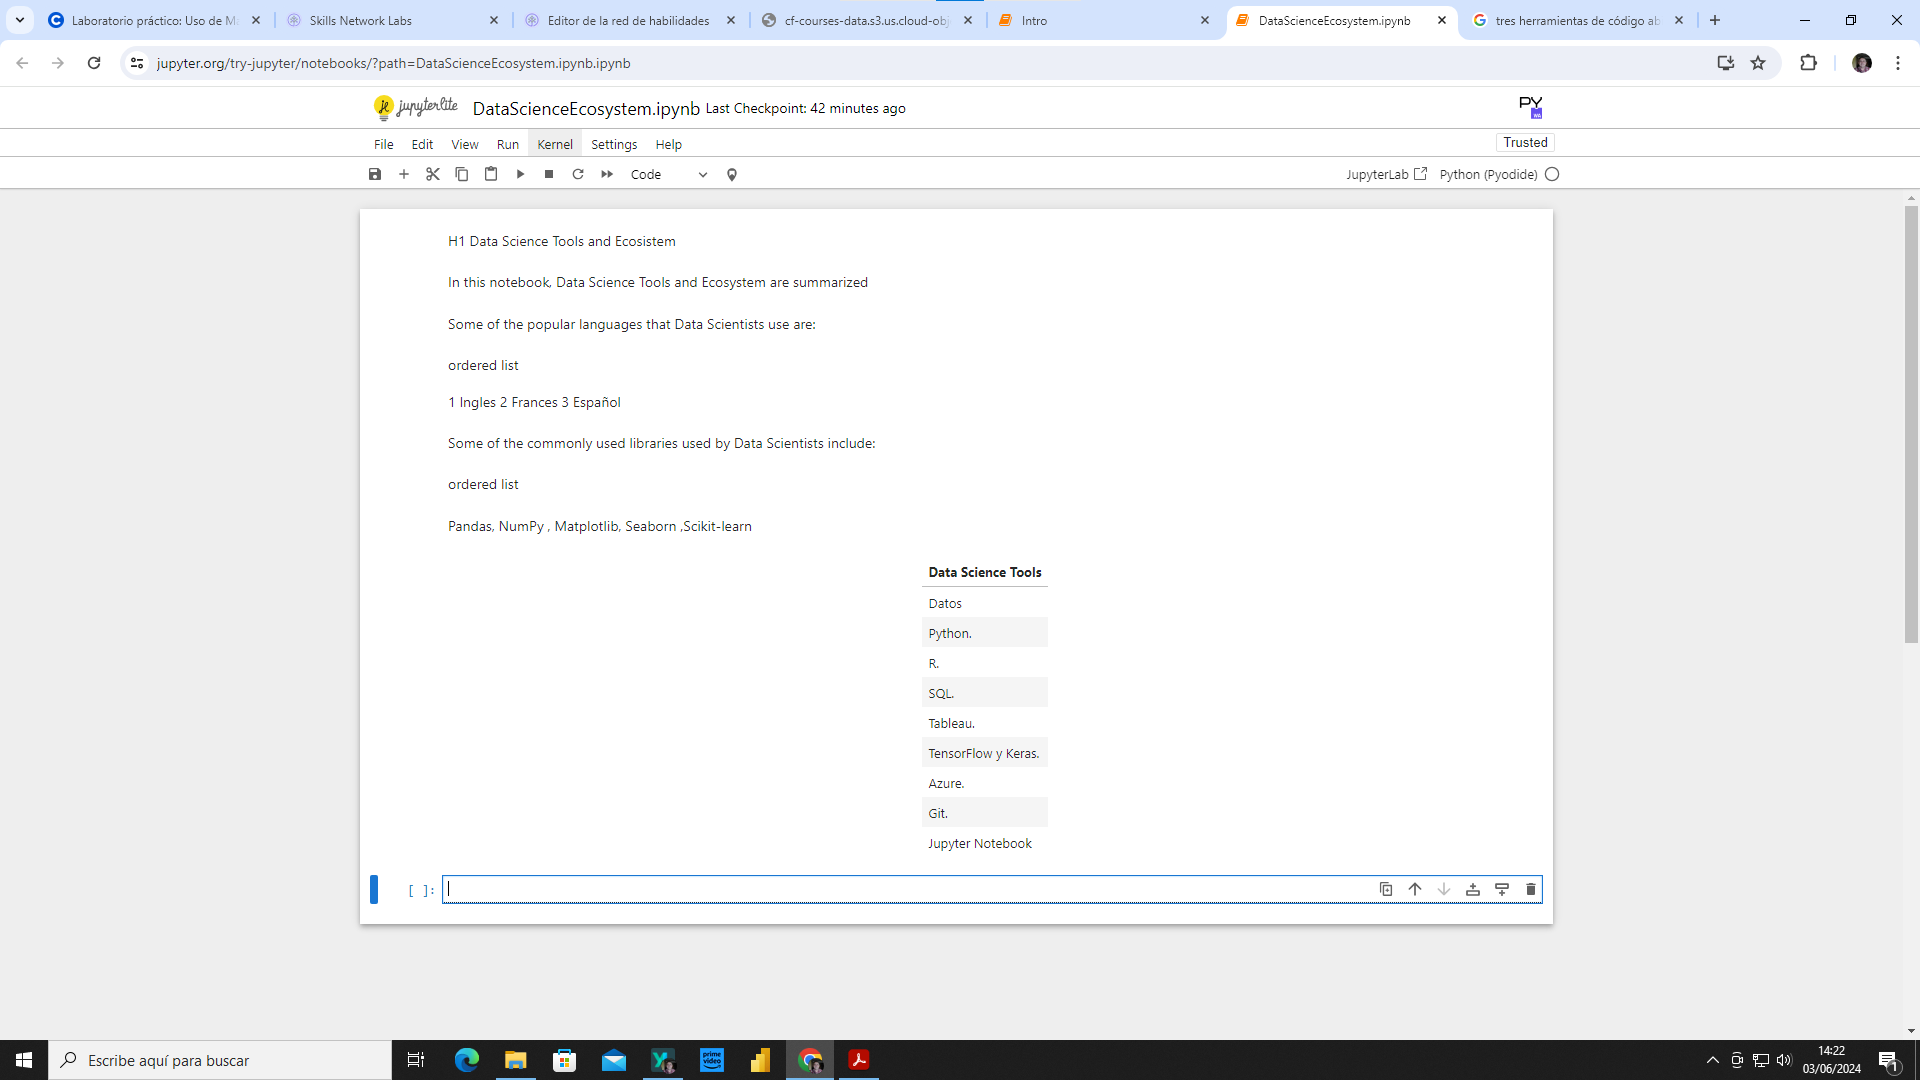 Laboratorio práctico: Uso de Ma
Skills Network Labs
Editor de la red de habilidades
cf-courses-data.s3.us.cloud-obj
Intro
DataScienceEcosystem.ipynb
tres herramientas de código ab
jupyter.org/try-jupyter/notebooks/?path=DataScienceEcosystem.ipynb.ipynb
jupyterlite DataScienceEcosystem.ipynb Last Checkpoint: 42 minutes ago
PY
File Edit View Run Kernel Settings Help
Trusted
Code
JupyterLab
Python (Pyodide)
H1 Data Science Tools and Ecosistem
In this notebook, Data Science Tools and Ecosystem are summarized
Some of the popular languages that Data Scientists use are:
ordered list
1 Ingles 2 Frances 3 Español
Some of the commonly used libraries used by Data Scientists include:
ordered list
Pandas, NumPy , Matplotlib, Seaborn ,Scikit-learn
Data Science Tools
Datos
Python.
R.
SQL.
Tableau.
TensorFlow y Keras.
Azure.
Git.
Jupyter Notebook
[ ]:
Escribe aquí para buscar
prime video
14:22
03/06/2024
1